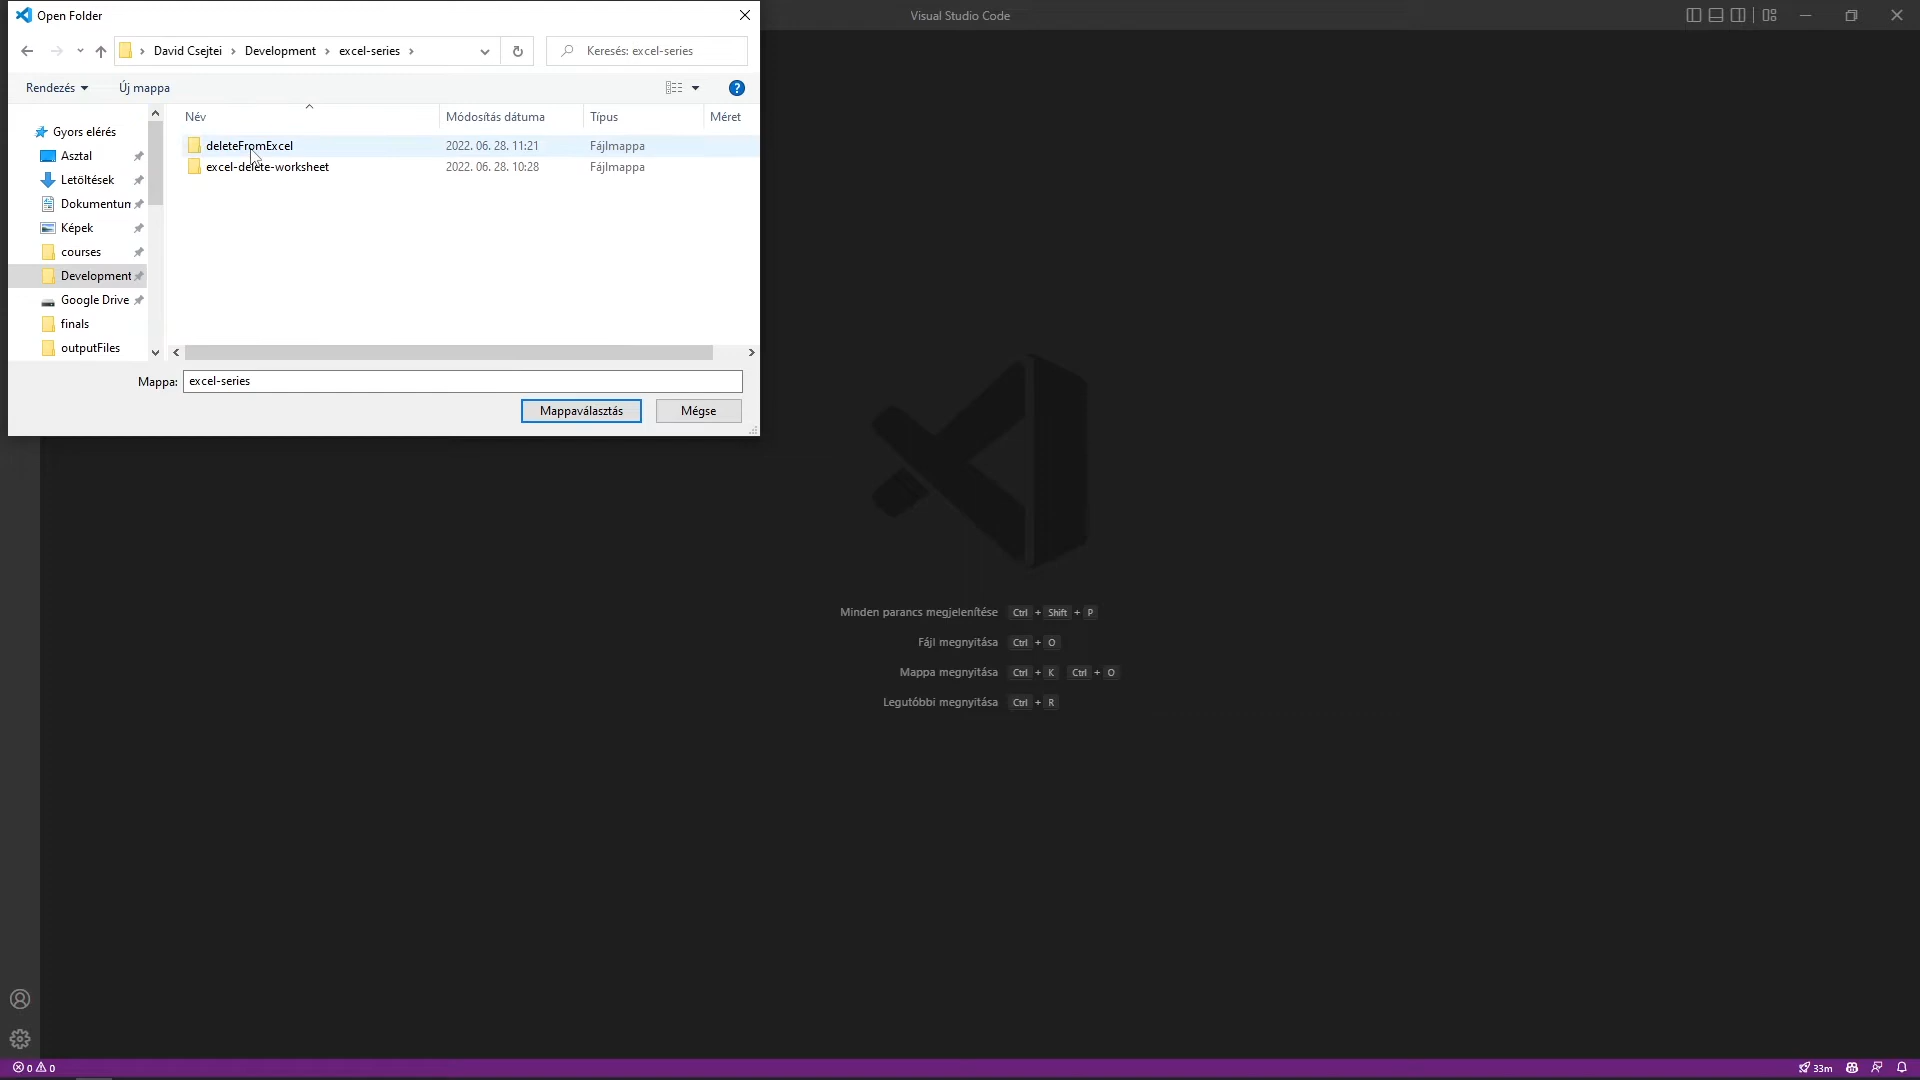 Open Folder
Visual Studio Code
David Csejtei
Development
excel-series
Keresés: excel-series
Rendezés
Új mappa
Név
Módosítás dátuma
Típus
Méret
Gyors elérés
Asztal
Letöltések
Dokumentum
Képek
courses
Development
Google Drive
finals
outputFiles
deleteFromExcel 2022. 06. 28. 11:21 Fájlmappa
excel-delete-worksheet 2022. 06. 28. 10:28 Fájlmappa
Mappa: excel-series
Mappaválasztás
Mégse
Minden parancs megjelenítése Ctrl + Shift + P
Fájl megnyitása Ctrl + O
Mappa megnyitása Ctrl + K Ctrl + O
Legutóbbi megnyitása Ctrl + R
0 0
33m